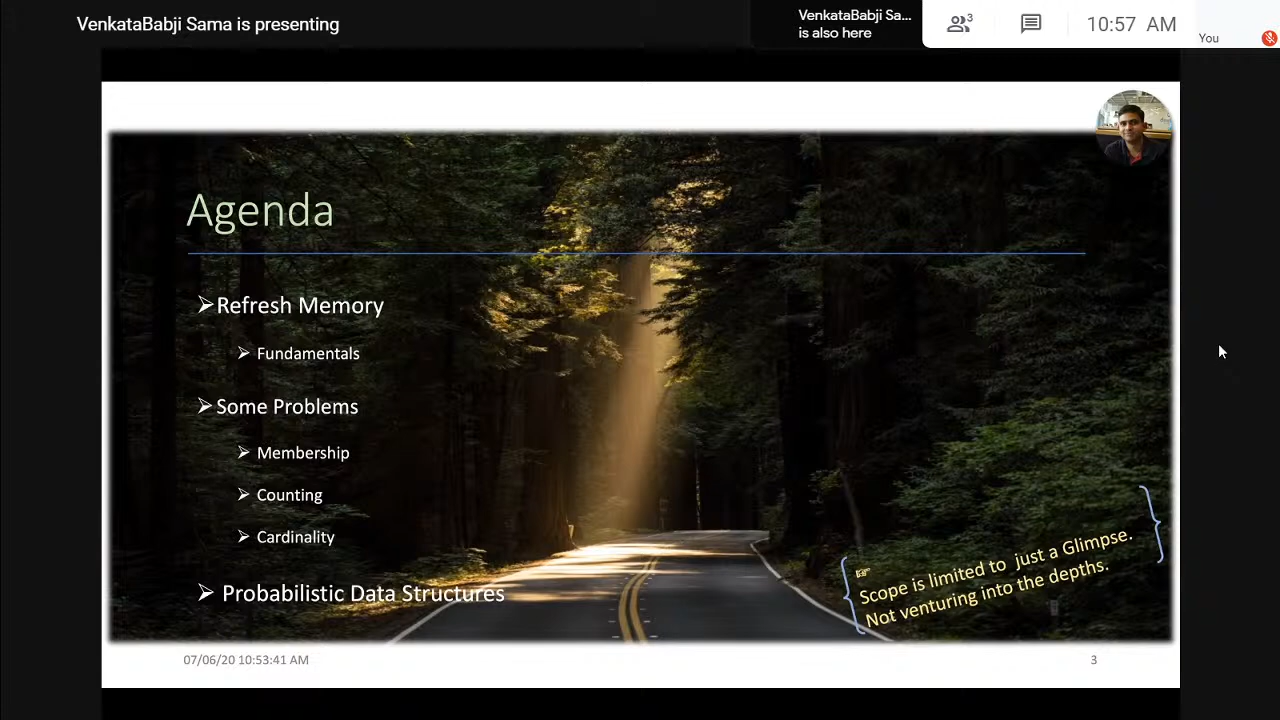 VenkataBabji Sama is presenting
VenkataBabji Sa...
is also here
3
10:57 AM
You
Agenda
Refresh Memory
Fundamentals
Some Problems
Membership
Counting
Cardinality
Probabilistic Data Structures
Scope is limited to just a Glimpse.
Not venturing into the depths.
07/06/20 10:53:41 AM
3